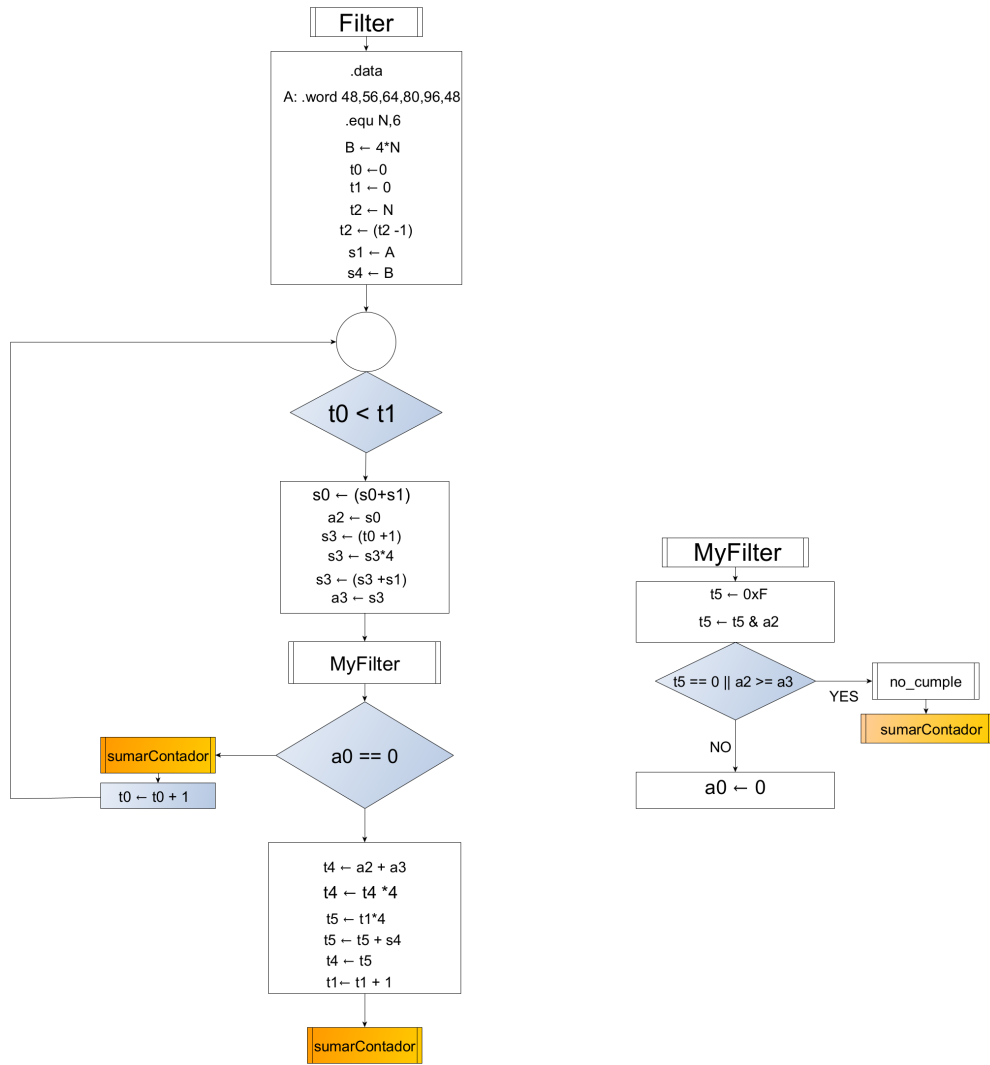 Filter
.data
A: .word 48,56,64,80,96,48
.equ N,6
B ← 4*N
t0 ←0
t1 ← 0
t2 ← N
t2 ← (t2 -1)
s1 ← A
s4 ← B
t0 < t1
s0 ← (s0+s1)
a2 ← s0
s3 ← (t0 +1)
s3 ← s3*4
s3 ← (s3 +s1)
a3 ← s3
MyFilter
a0 == 0
sumarContador
t0 ← t0 + 1
t4 ← a2 + a3
t4 ← t4 *4
t5 ← t1*4
t5 ← t5 + s4
t4 ← t5
t1← t1 + 1
sumarContador
MyFilter
t5 ← 0xF
t5 ← t5 & a2
t5 == 0 || a2 >= a3
YES
no_cumple
sumarContador
NO
a0 ← 0